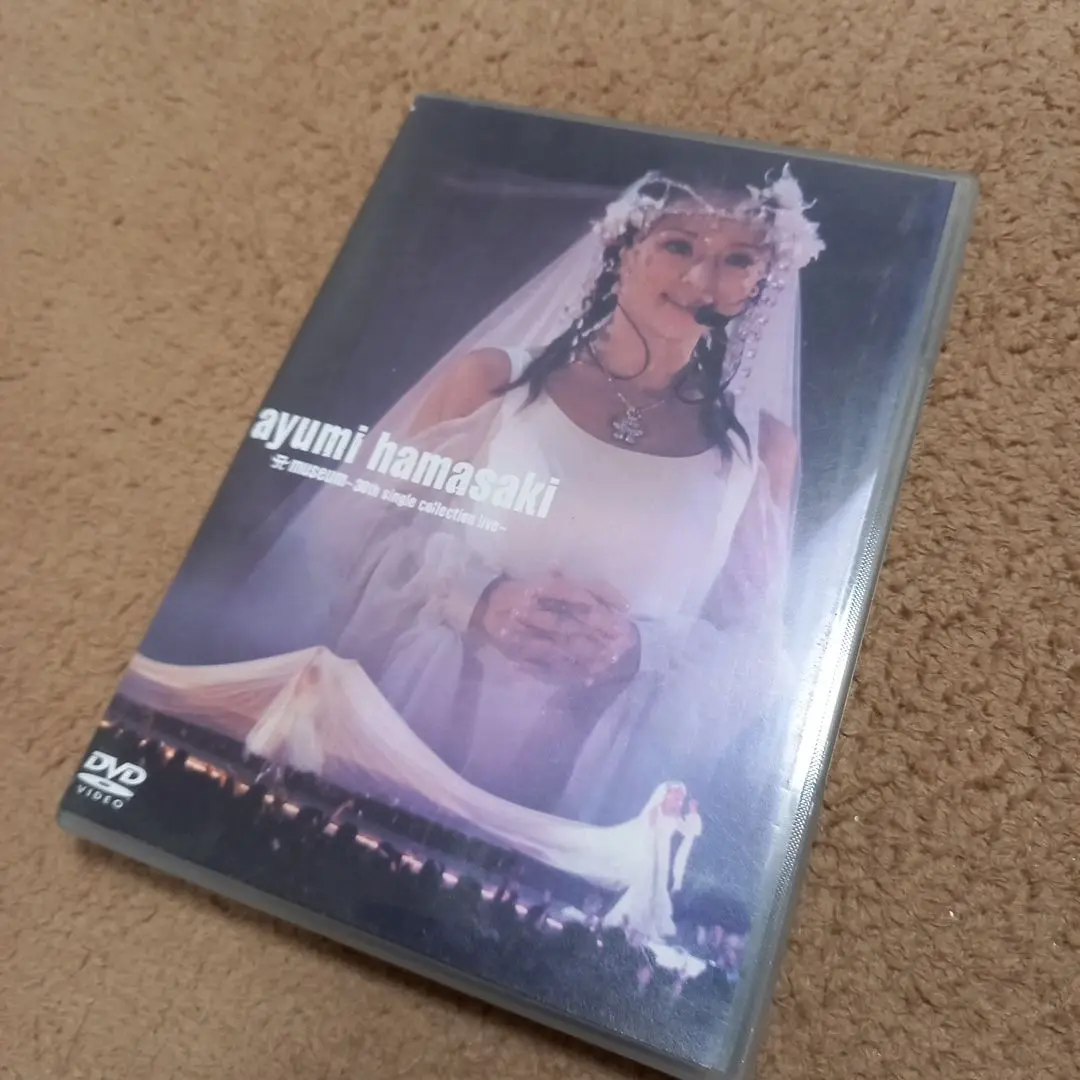 ayumi hamasaki
museum~30th single collection live~
DVD
VIDEO